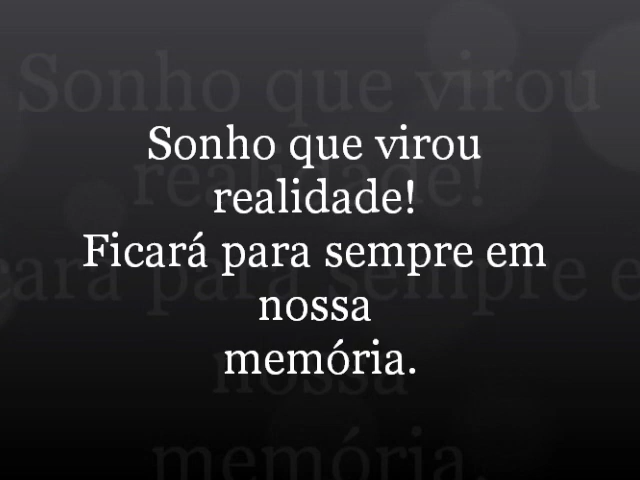 Sonho que virou
realidade!
Ficará para sempre em
nossa
memória.